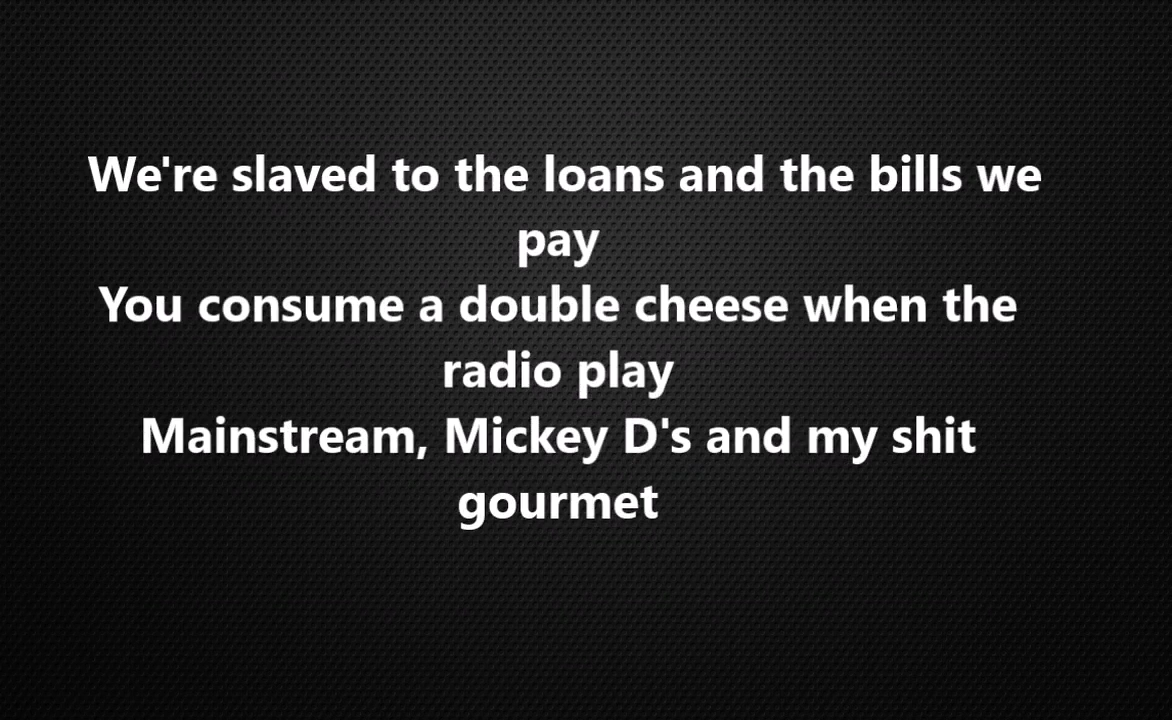 We're slaved to the loans and the bills we
pay
You consume a double cheese when the
radio play
Mainstream, Mickey D's and my shit
gourmet